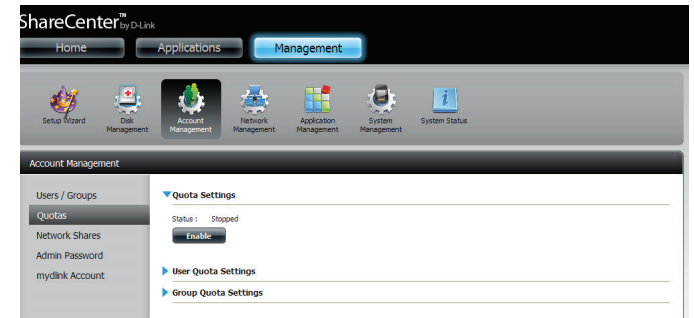 ShareCenter™ by D-Link
Home Applications Management
Setup Wizard
Disk Management
Account Management
Network Management
Application Management
System Management
System Status
Account Management
Users / Groups
Quotas
Network Shares
Admin Password
mydlink Account
Quota Settings
Status : Stopped
Enable
User Quota Settings
Group Quota Settings